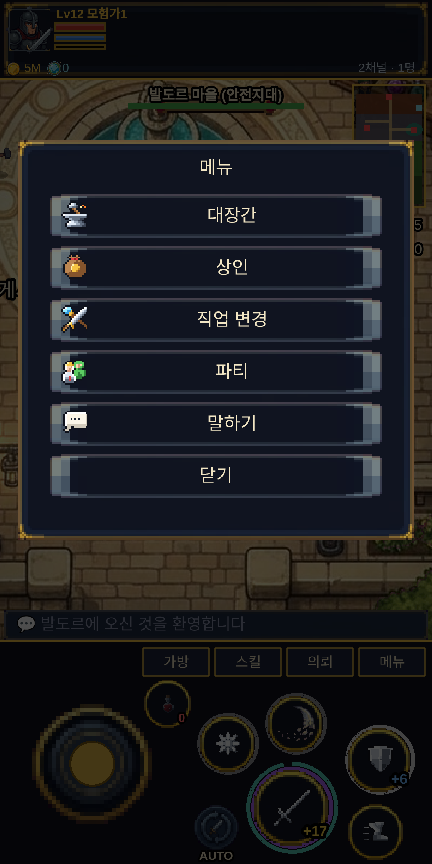 Lv12 모험가1
5M 0
2채널 · 1명
발도르 마을 (안전지대)
메뉴
대장간
상인
직업 변경
파티
말하기
닫기
5
0
게
발도르에 오신 것을 환영합니다
가방
스킬
의뢰
메뉴
0
+6
+17
AUTO